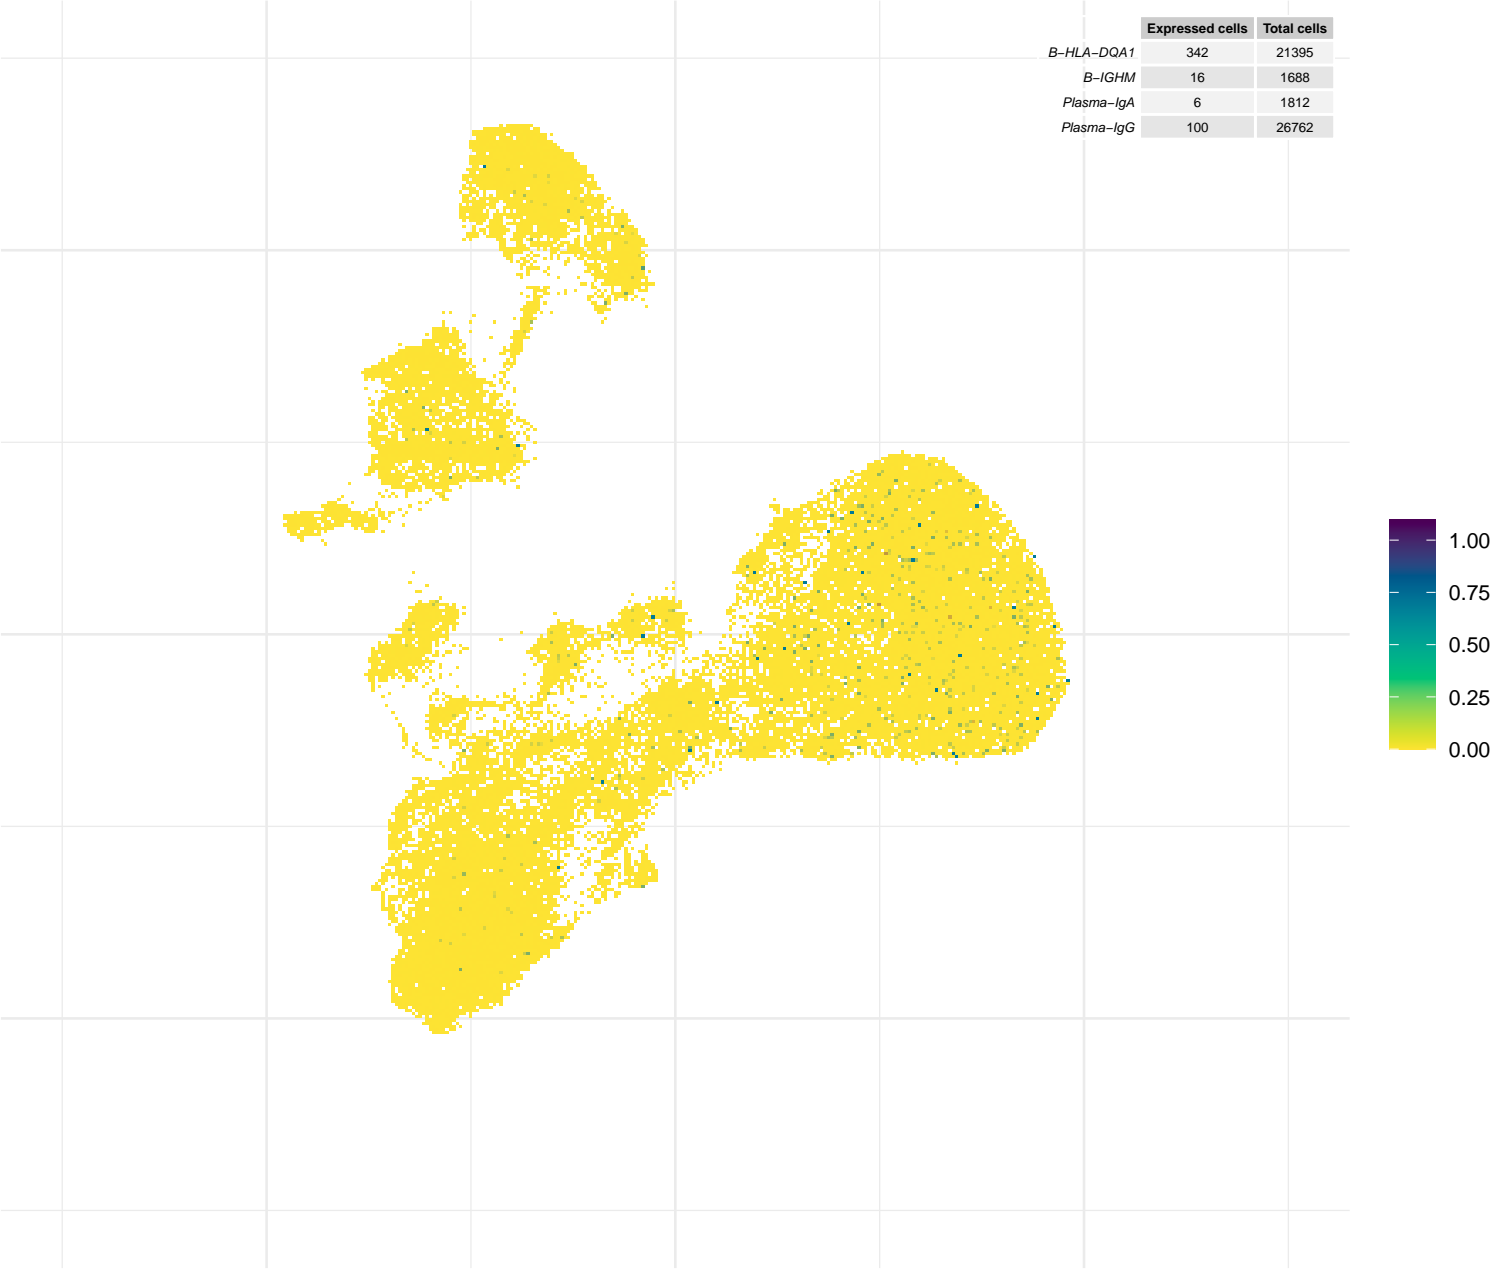 Expressed cells Total cells
B−HLA−DQA1 342 21395
B−IGHM 16 1688
Plasma−IgA 6 1812
Plasma−IgG 100 26762
1.00
0.75
0.50
0.25
0.00